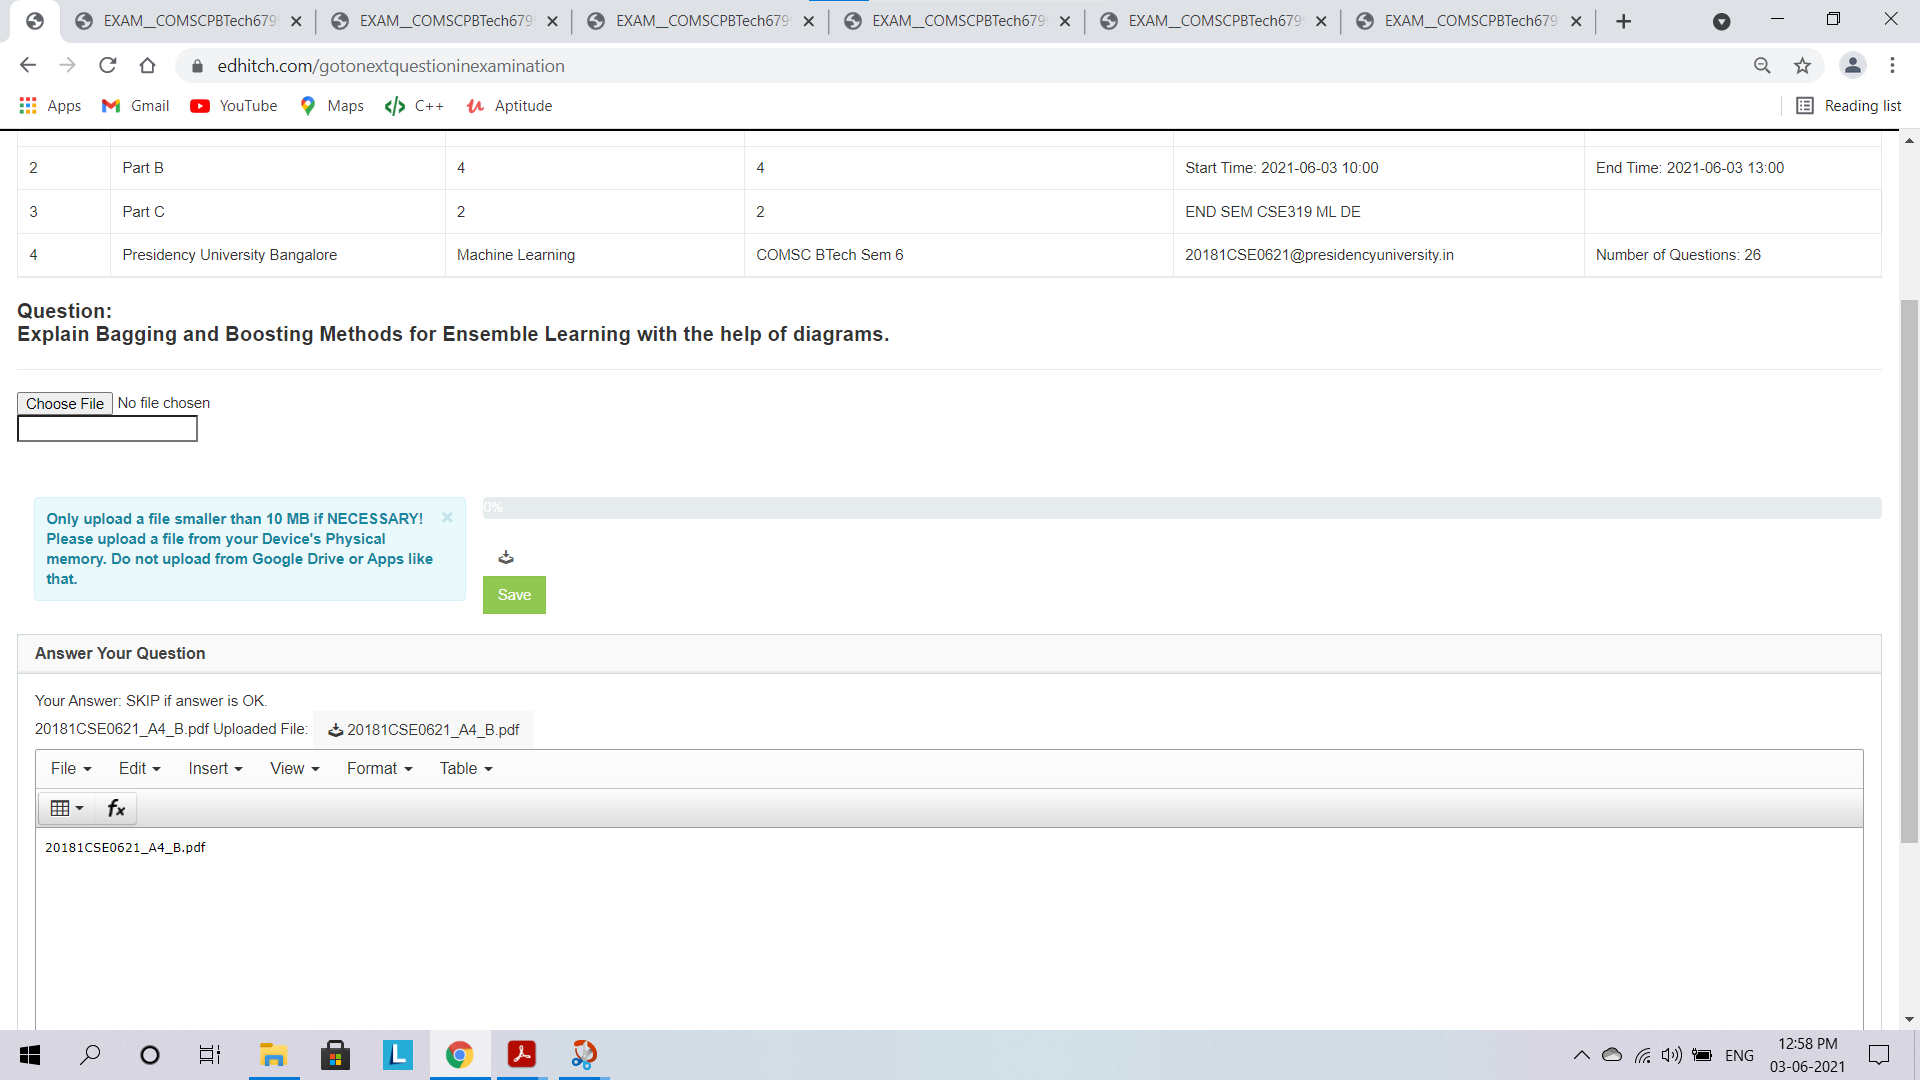 EXAM__COMSCPBTech679 EXAM__COMSCPBTech679 EXAM__COMSCPBTech679 EXAM__COMSCPBTech679 EXAM__COMSCPBTech679 EXAM__COMSCPBTech679
edhitch.com/gotonextquestioninexamination
Apps Gmail YouTube Maps C++ Aptitude Reading list
2 Part B 4 4 Start Time: 2021-06-03 10:00 End Time: 2021-06-03 13:00
3 Part C 2 2 END SEM CSE319 ML DE
4 Presidency University Bangalore Machine Learning COMSC BTech Sem 6 20181CSE0621@presidencyuniversity.in Number of Questions: 26
Question:
Explain Bagging and Boosting Methods for Ensemble Learning with the help of diagrams.
Choose File No file chosen
Only upload a file smaller than 10 MB if NECESSARY! ×
Please upload a file from your Device's Physical
memory. Do not upload from Google Drive or Apps like
that.
0%
Save
Answer Your Question
Your Answer: SKIP if answer is OK.
20181CSE0621_A4_B.pdf Uploaded File: 20181CSE0621_A4_B.pdf
File Edit Insert View Format Table
fx
20181CSE0621_A4_B.pdf
L
ENG
12:58 PM
03-06-2021